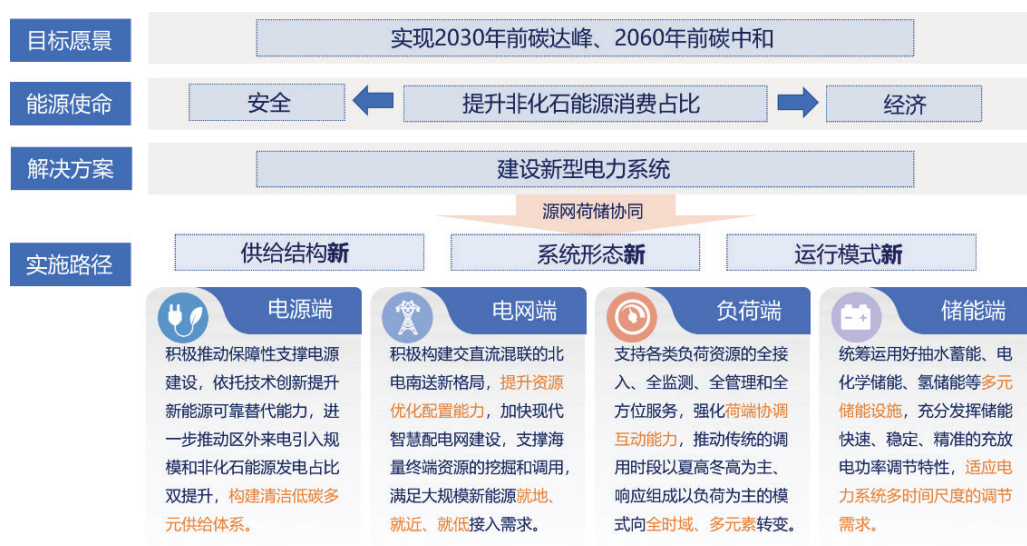 目标愿景
实现2030年前碳达峰、2060年前碳中和
能源使命
安全
提升非化石能源消费占比
经济
解决方案
建设新型电力系统
源网荷储协同
实施路径
供给结构新
系统形态新
运行模式新
电源端
积极推动保障性支撑电源
建设，依托技术创新提升
新能源可靠替代能力，进
一步推动区外来电引入规
模和非化石能源发电占比
双提升，构建清洁低碳多
元供给体系。
电网端
积极构建交直流混联的北
电南送新格局，提升资源
优化配置能力，加快现代
智慧配电网建设，支撑海
量终端资源的挖掘和调用，
满足大规模新能源就地、
就近、就低接入需求。
负荷端
支持各类负荷资源的全接
入、全监测、全管理和全
方位服务，强化荷端协调
互动能力，推动传统的调
用时段以夏高冬高为主、
响应组成以负荷为主的模
式向全时域、多元素转变。
储能端
统筹运用好抽水蓄能、电
化学储能、氢储能等多元
储能设施，充分发挥储能
快速、稳定、精准的充放
电功率调节特性，适应电
力系统多时间尺度的调节
需求。